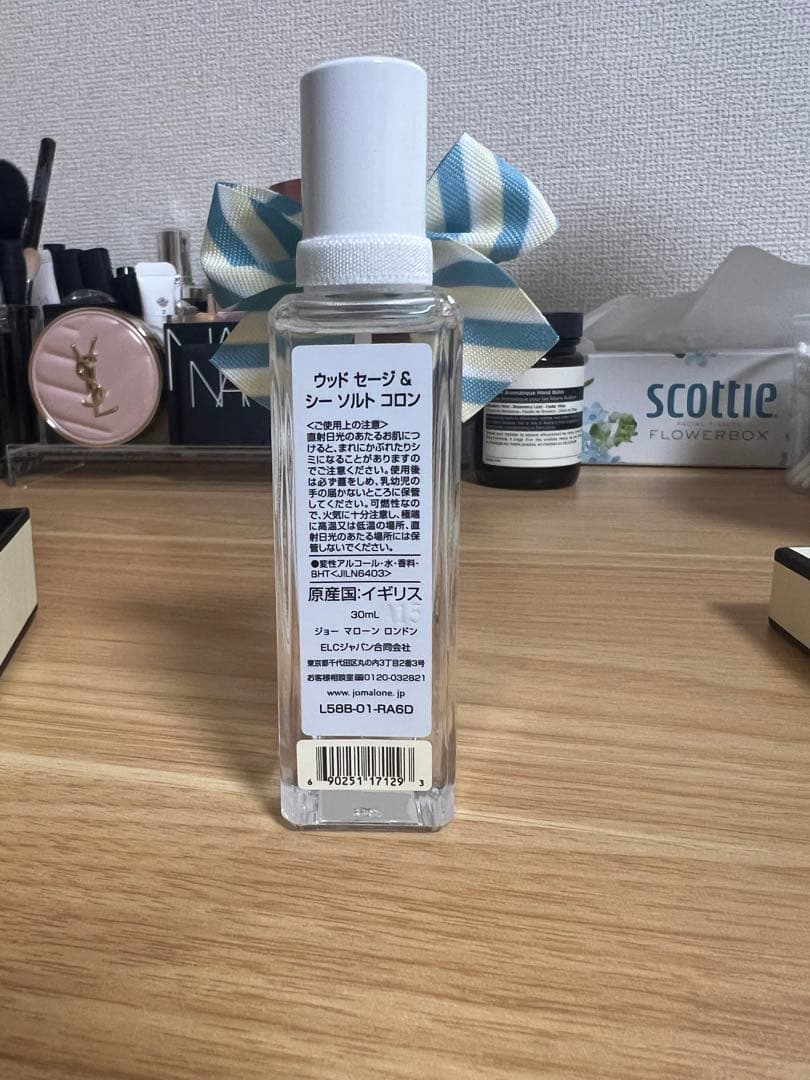 ウッド セージ &
シー ソルト コロン
<ご使用上の注意>
直射日光のあたるお肌につ
けると、まれにかぶれたりシ
ミになることがありますの
でご注意ください。使用後
は必ず蓋をしめ、乳幼児の
手の届かないところに保管
してください。可燃性なの
で、火気に十分注意し、極端
に高温又は低温の場所、直
射日光のあたる場所には保
管しないでください。
●変性アルコール・水・香料・
BHT<JILN6403>
原産国:イギリス
30mL
A15
ジョー マローン ロンドン
ELCジャパン合同会社
東京都千代田区丸の内3丁目2番3号
お客様相談室☎0120-032821
www.jomalone.jp
L58B-01-RA6D
6 90251 17129 3
YSL
NA
Aromatique Hand Balm
scottie
FACIAL TISSUES
FLOWERBOX